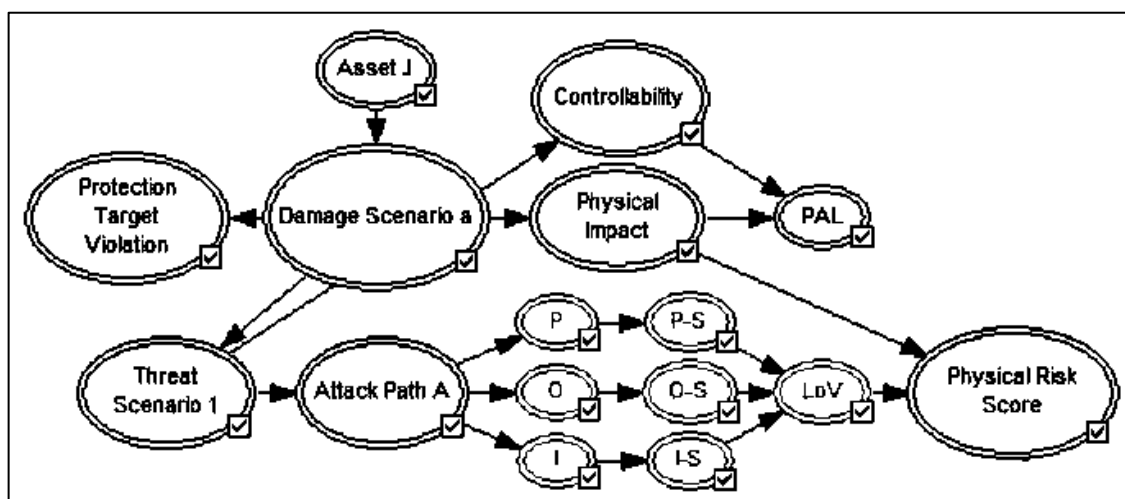 Asset J
Controllability
Protection
Target
Violation
Damage Scenario a
Physical
Impact
PAL
P
P-S
Threat
Scenario 1
Attack Path A
O
O-S
LoV
Physical Risk
Score
I
I-S